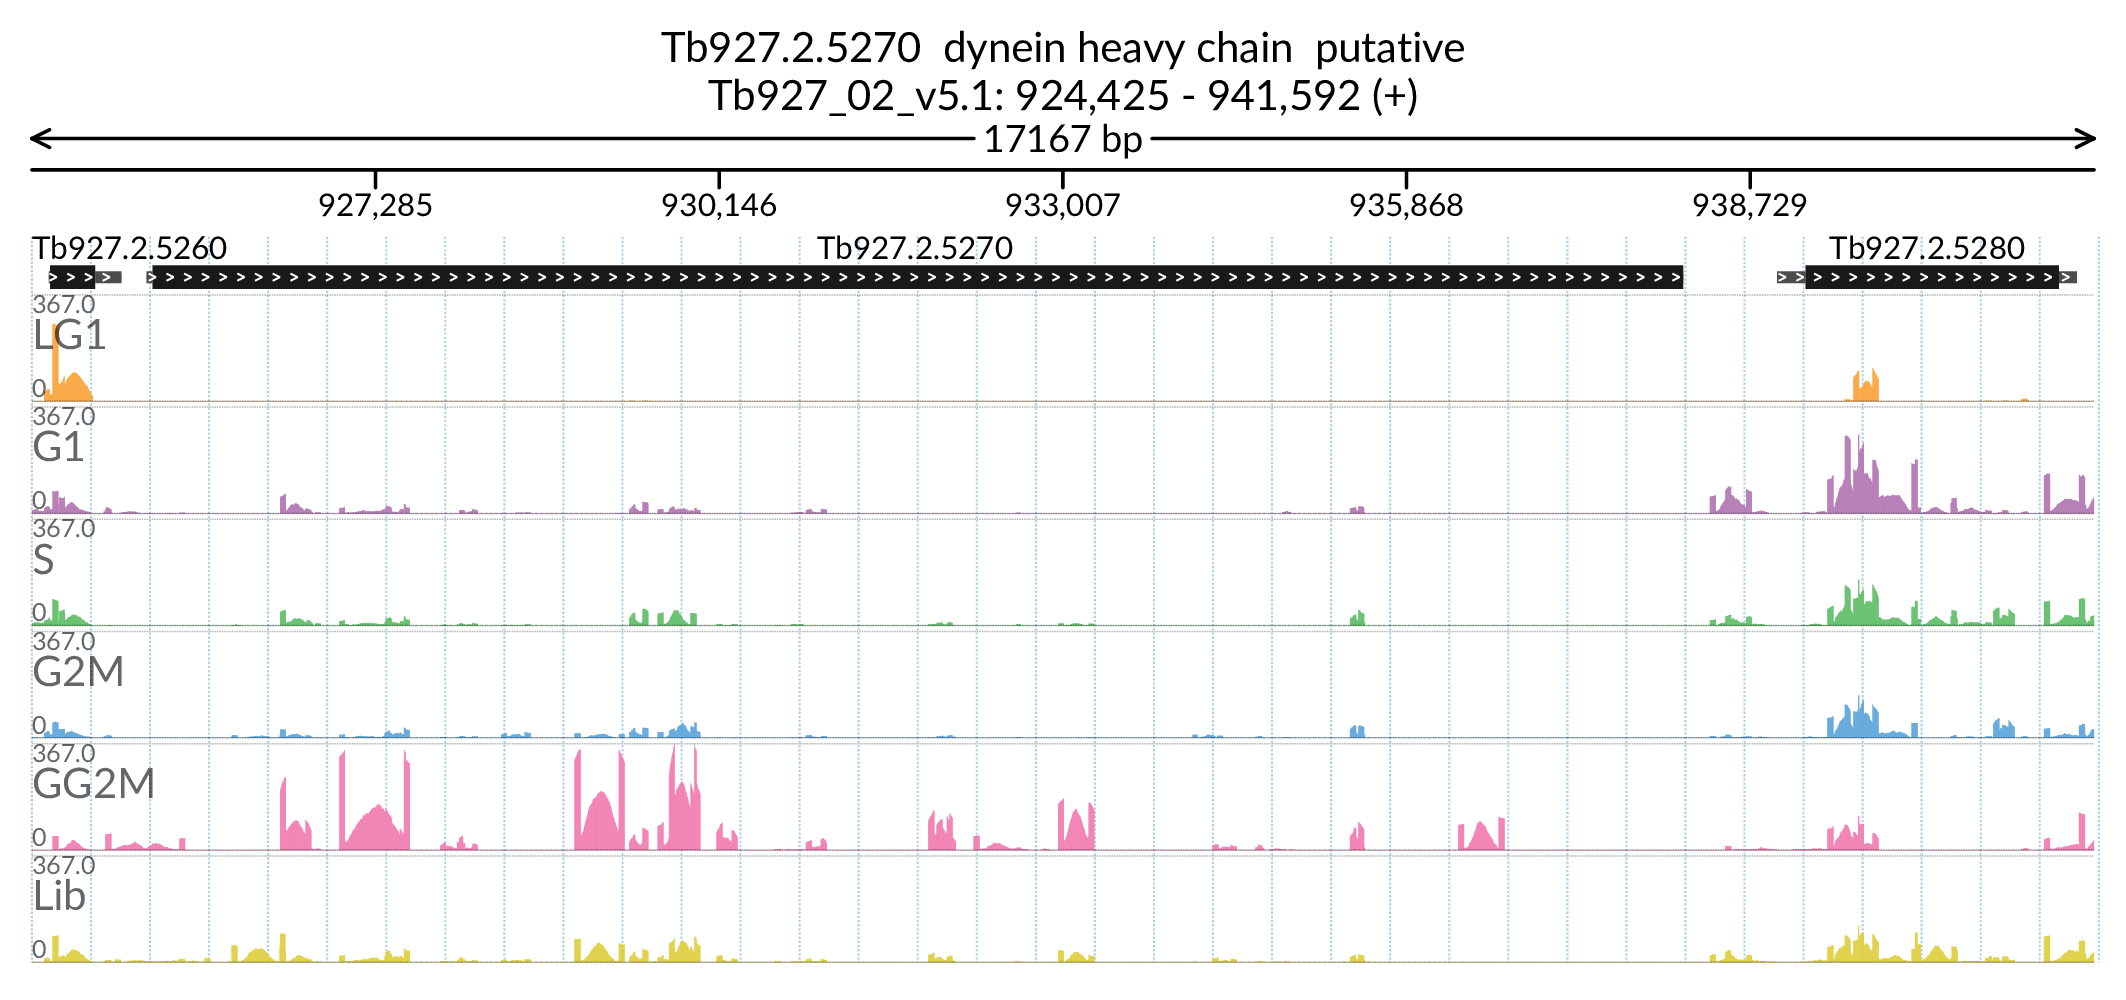 Tb927.2.5270  dynein heavy chain  putative
Tb927_02_v5.1: 924,425 - 941,592 (+)
17167 bp
927,285 930,146 933,007 935,868 938,729
Tb927.2.5260 Tb927.2.5270 Tb927.2.5280
367.0
LG1
0
367.0
G1
0
367.0
S
0
367.0
G2M
0
367.0
GG2M
0
367.0
Lib
0